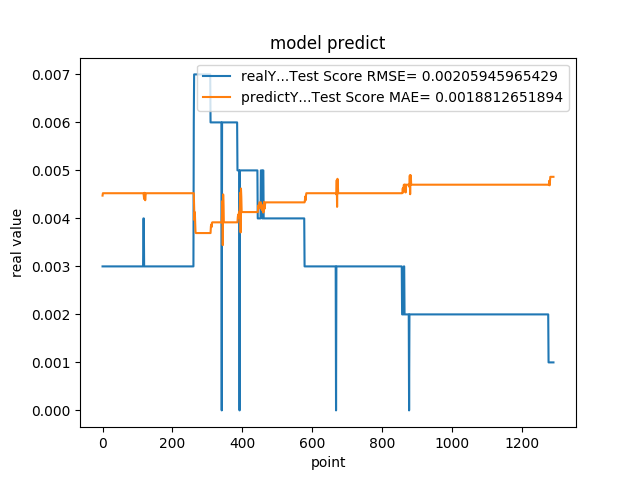 model predict
realY...Test Score RMSE= 0.00205945965429
predictY...Test Score MAE= 0.0018812651894
real value
0.007
0.006
0.005
0.004
0.003
0.002
0.001
0.000
0 200 400 600 800 1000 1200
point